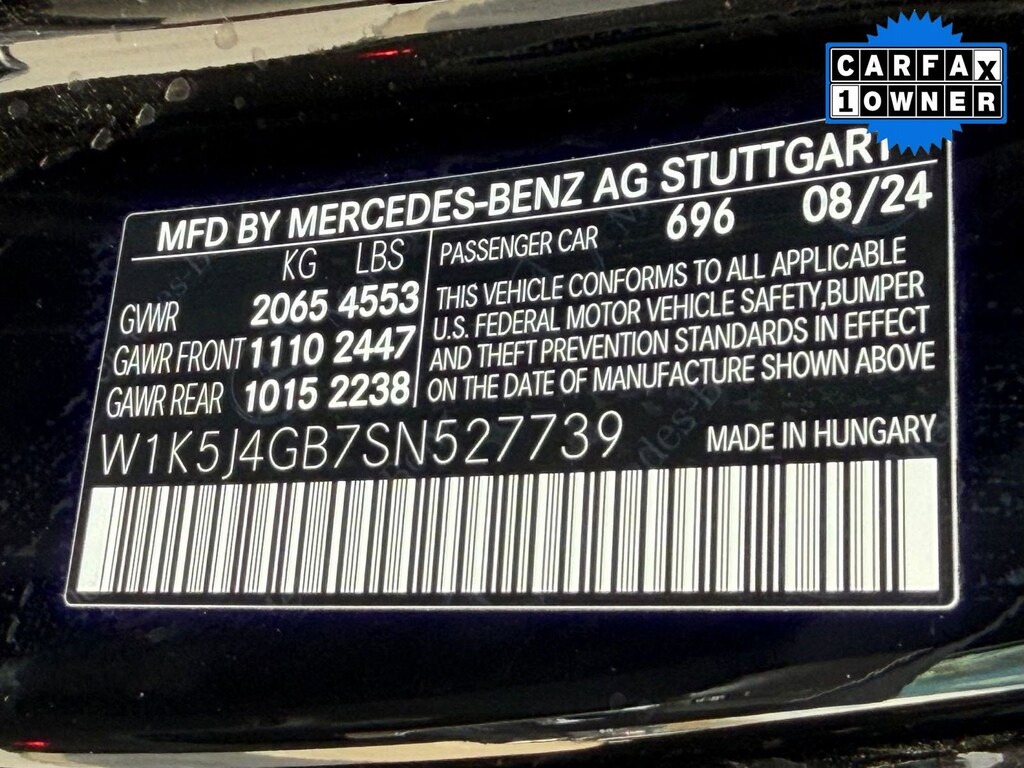 CARFAX
1 OWNER
MFD BY MERCEDES-BENZ AG STUTTGART
KG LBS
GVWR 2065 4553
GAWR FRONT 1110 2447
GAWR REAR 1015 2238
PASSENGER CAR 696 08/24
THIS VEHICLE CONFORMS TO ALL APPLICABLE
U.S. FEDERAL MOTOR VEHICLE SAFETY,BUMPER
AND THEFT PREVENTION STANDARDS IN EFFECT
ON THE DATE OF MANUFACTURE SHOWN ABOVE
W1K5J4GB7SN527739
MADE IN HUNGARY